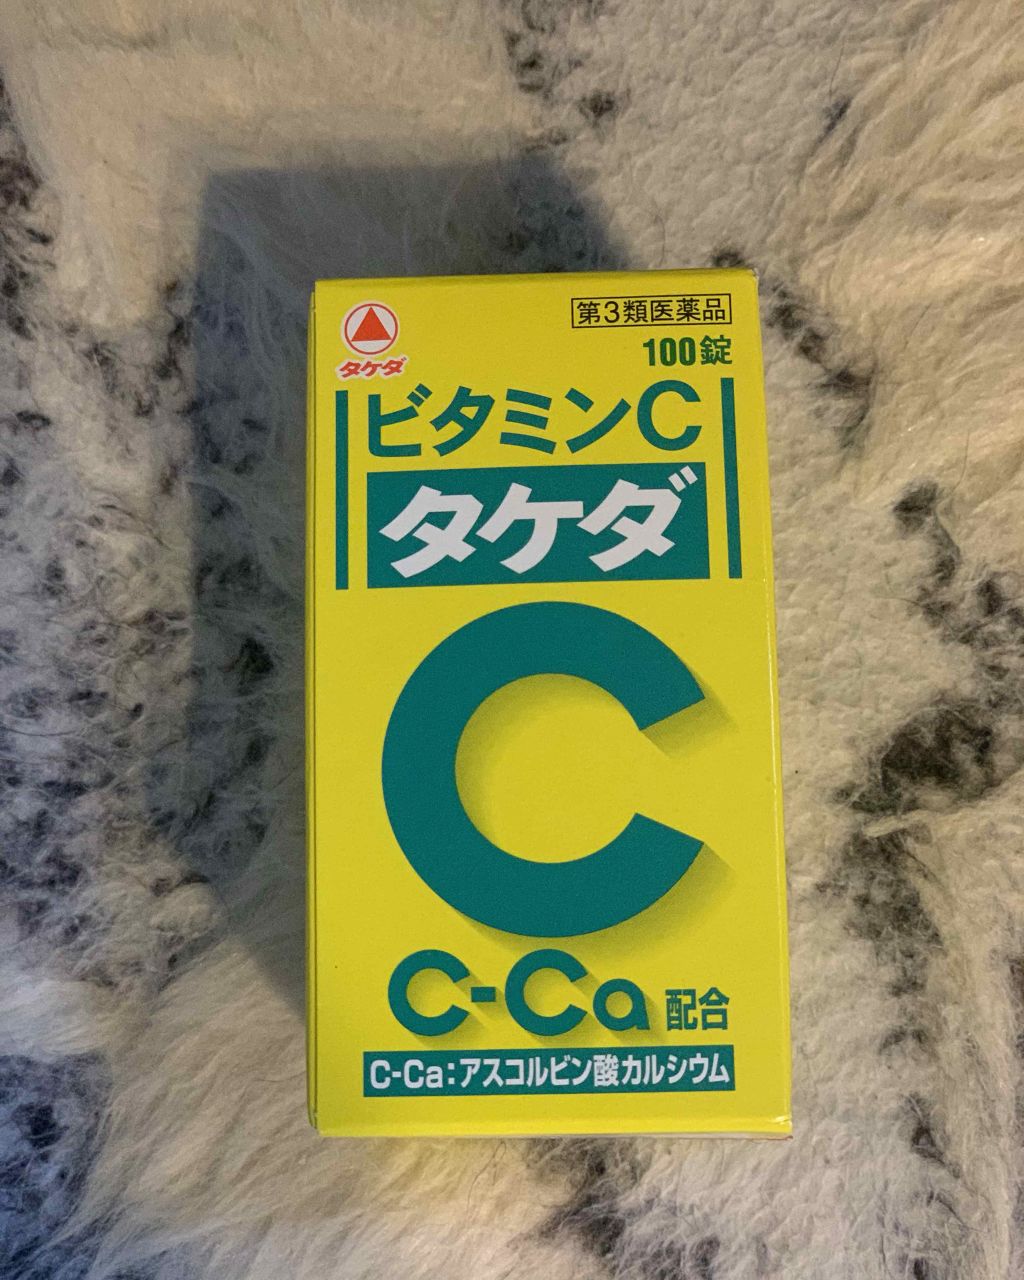 第3類医薬品
タケダ
100錠
ビタミンC
タケダ
C
C-Ca 配合
C-Ca:アスコルビン酸カルシウム